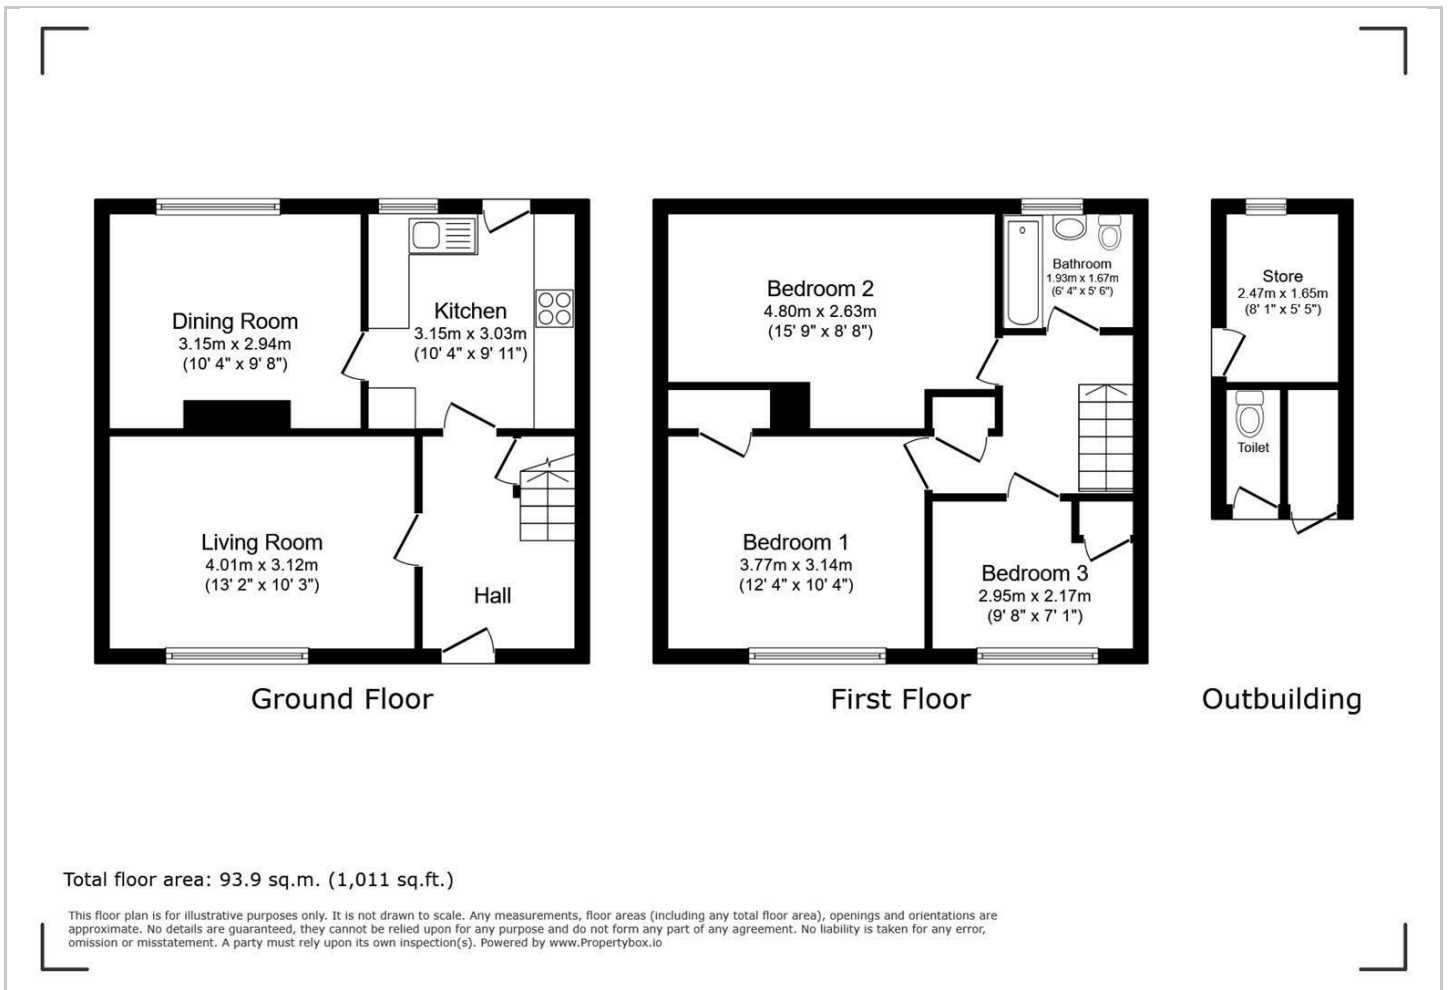 Dining Room
3.15m x 2.94m
(10' 4" x 9' 8")
Kitchen
3.15m x 3.03m
(10' 4" x 9' 11")
Living Room
4.01m x 3.12m
(13' 2" x 10' 3")
Hall
Ground Floor
Bedroom 2
4.80m x 2.63m
(15' 9" x 8' 8")
Bathroom
1.93m x 1.67m
(6' 4" x 5' 6")
Bedroom 1
3.77m x 3.14m
(12' 4" x 10' 4")
Bedroom 3
2.95m x 2.17m
(9' 8" x 7' 1")
First Floor
Store
2.47m x 1.65m
(8' 1" x 5' 5")
Toilet
Outbuilding
Total floor area: 93.9 sq.m. (1,011 sq.ft.)
This floor plan is for illustrative purposes only. It is not drawn to scale. Any measurements, floor areas (including any total floor area), openings and orientations are
approximate. No details are guaranteed, they cannot be relied upon for any purpose and do not form any part of any agreement. No liability is taken for any error,
omission or misstatement. A party must rely upon its own inspection(s). Powered by www.Propertybox.io